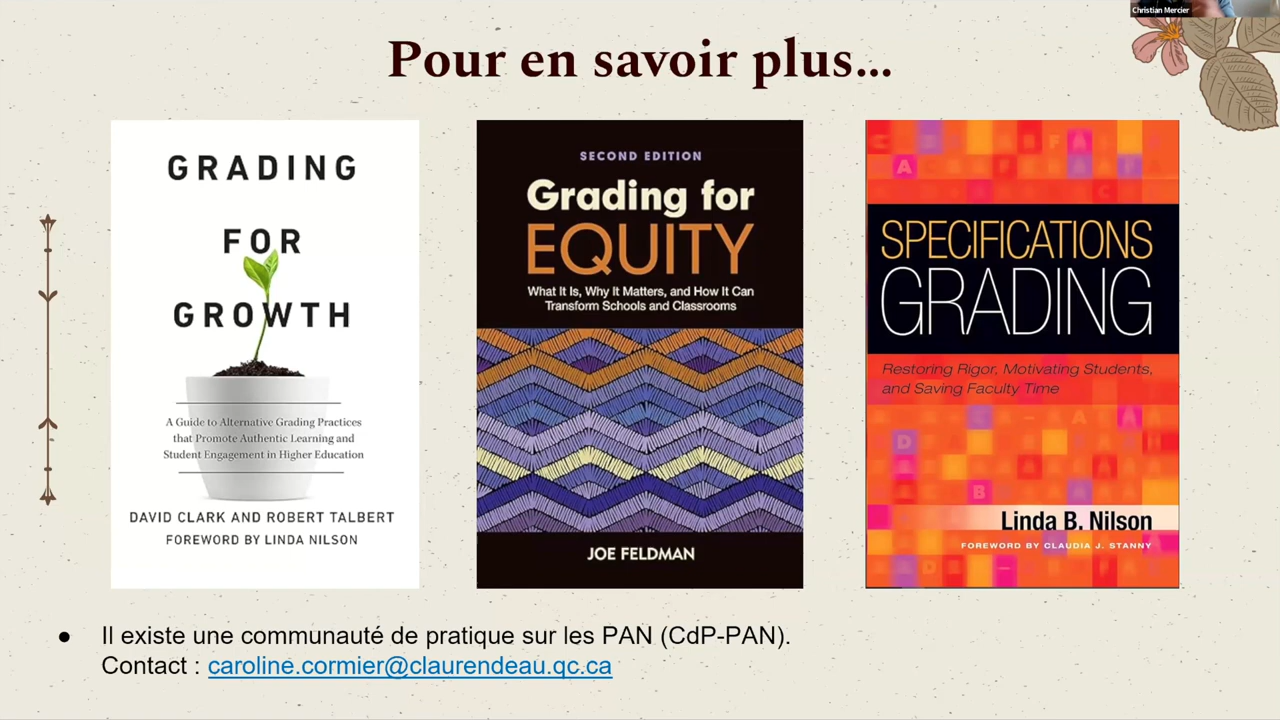 Christian Mercier
Pour en savoir plus...
GRADING
FOR
GROWTH
A Guide to Alternative Grading Practices
that Promote Authentic Learning and
Student Engagement in Higher Education
DAVID CLARK AND ROBERT TALBERT
FOREWORD BY LINDA NILSON
SECOND EDITION
Grading for
EQUITY
What It Is, Why It Matters, and How It Can
Transform Schools and Classrooms
JOE FELDMAN
SPECIFICATIONS
GRADING
Restoring Rigor, Motivating Students,
and Saving Faculty Time
Linda B. Nilson
FOREWORD BY CLAUDIA J. STANNY
● Il existe une communauté de pratique sur les PAN (CdP-PAN).
Contact : caroline.cormier@claurendeau.qc.ca